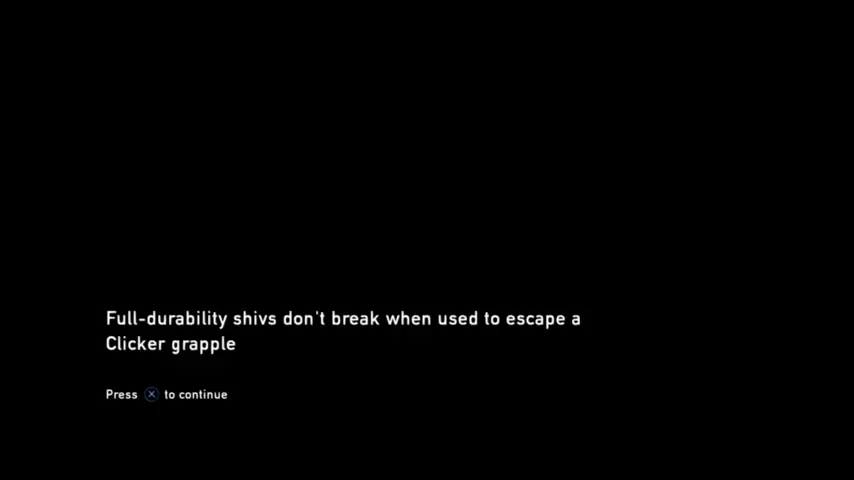 Full-durability shivs don't break when used to escape a
Clicker grapple
Press ⓧ to continue